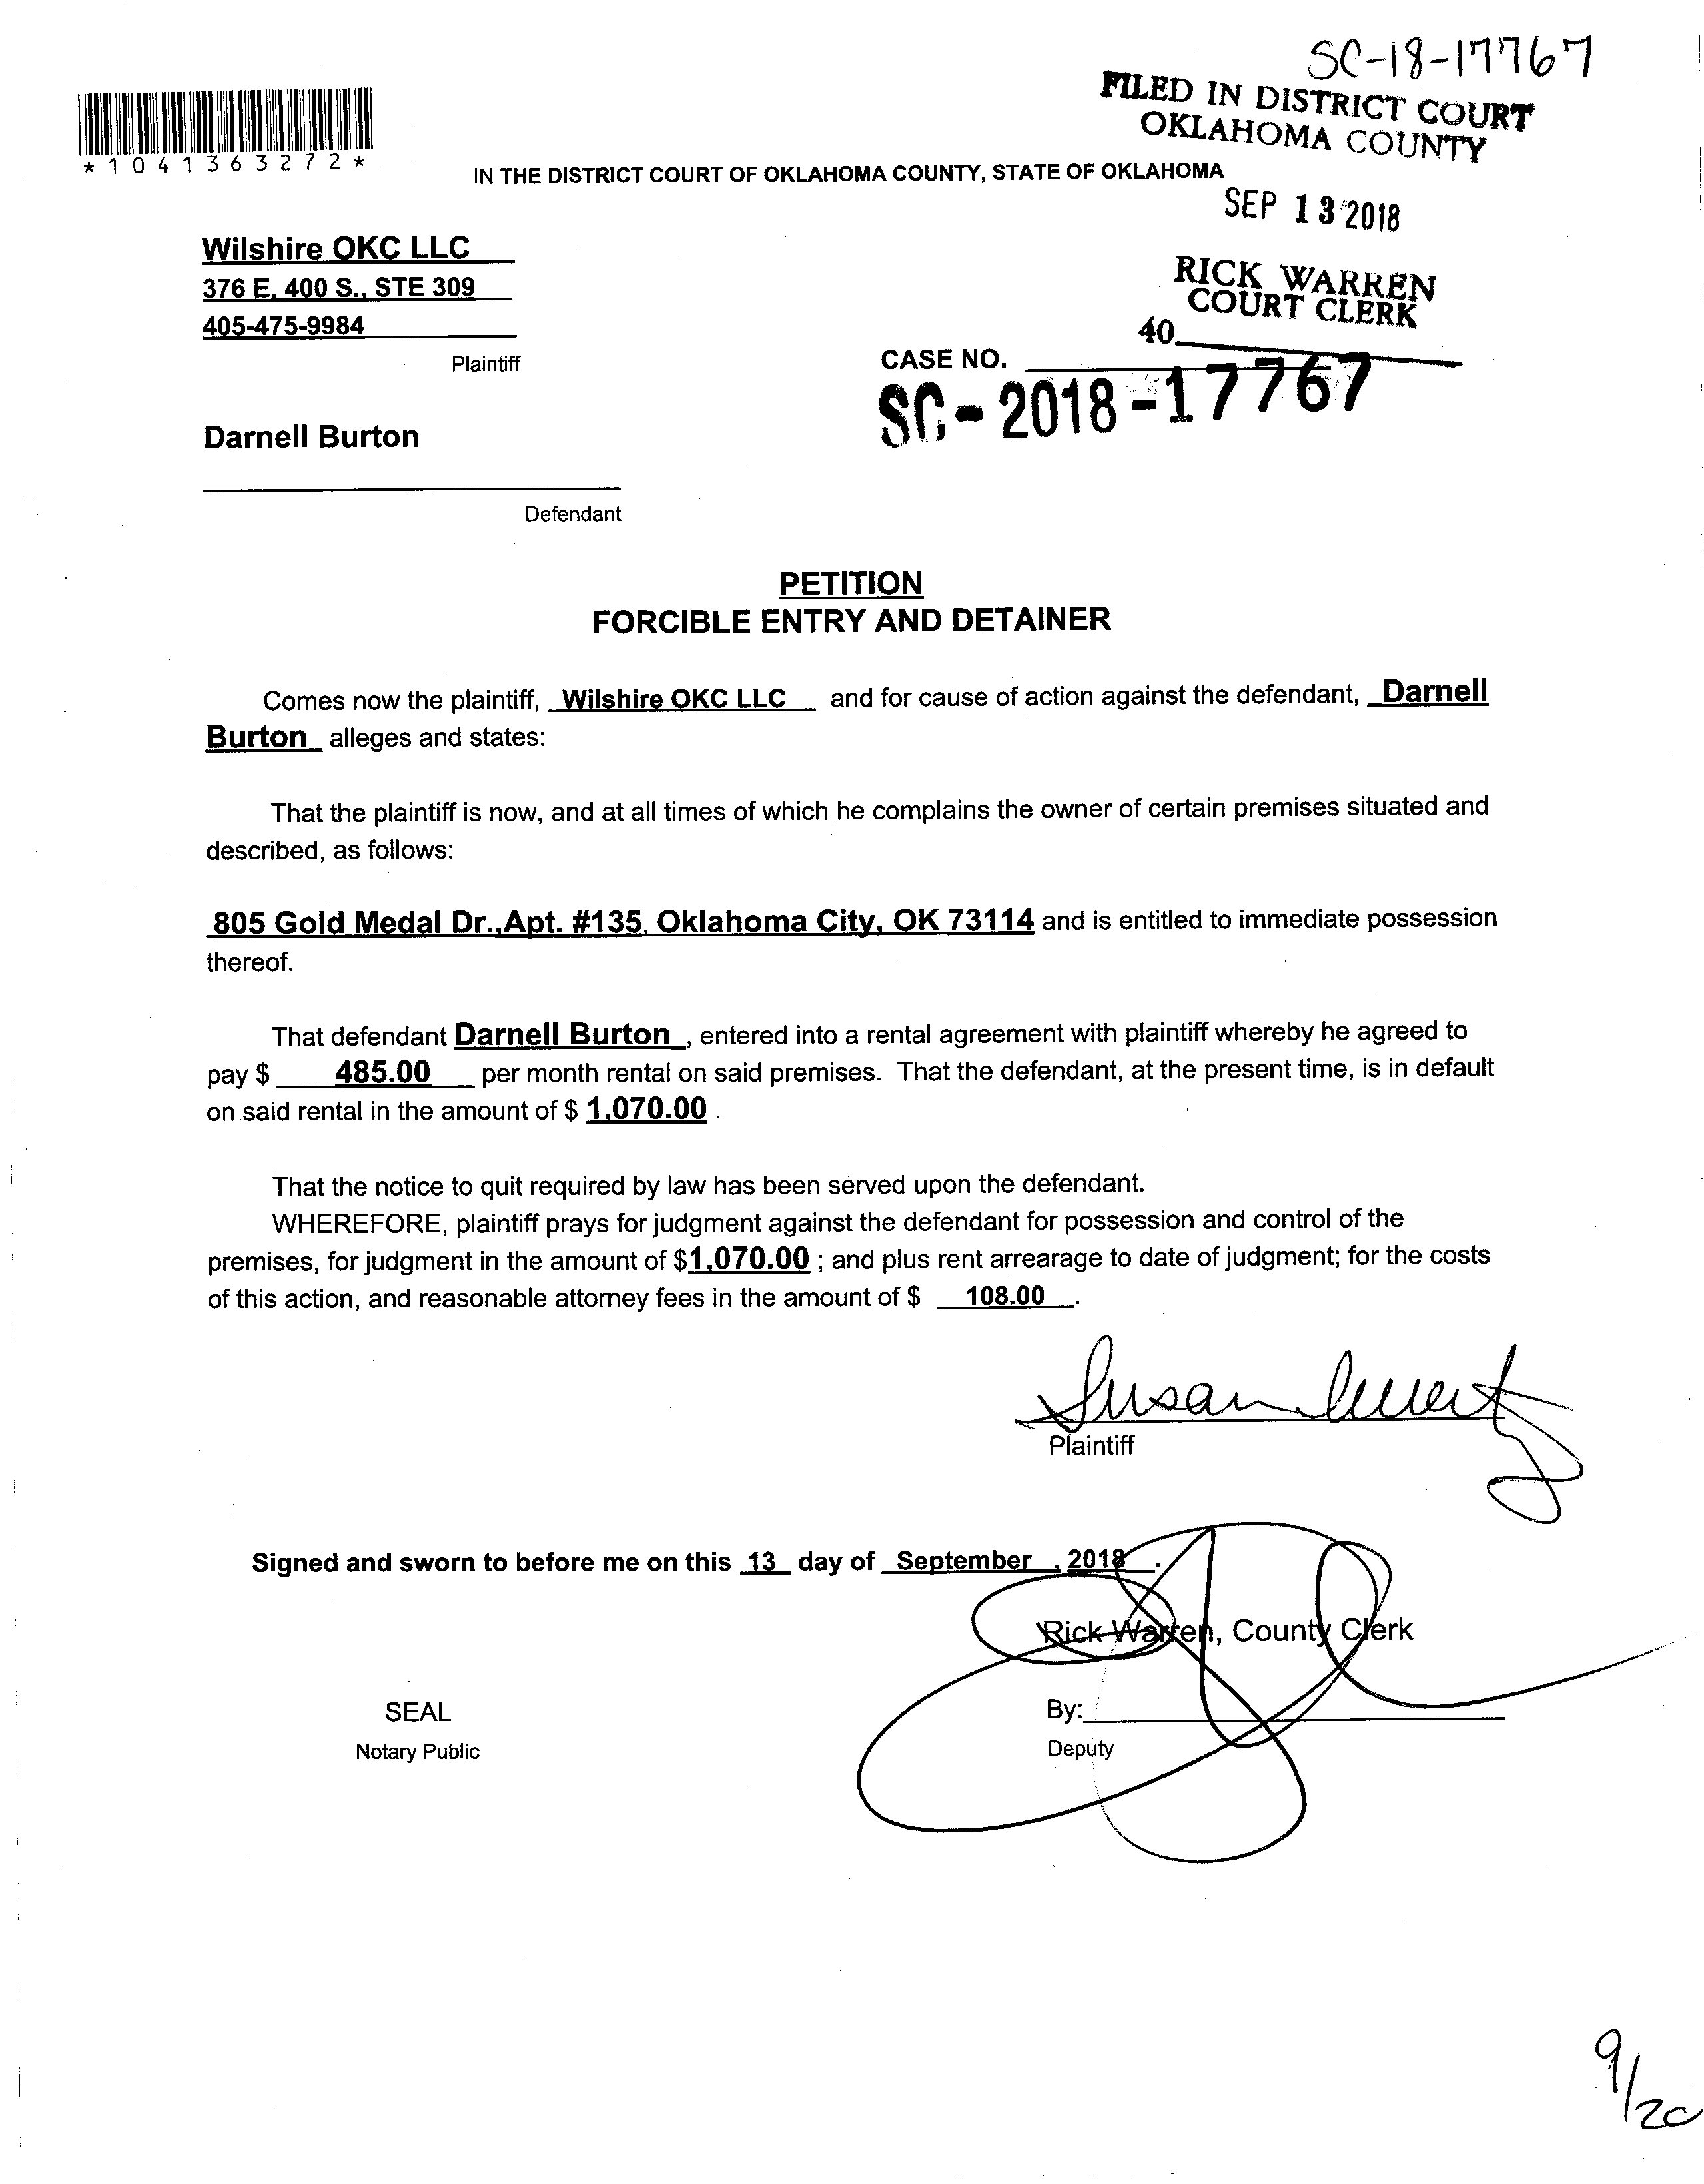 SC-18-17767
FILED IN DISTRICT COURT
OKLAHOMA COUNTY
*1041363272*
IN THE DISTRICT COURT OF OKLAHOMA COUNTY, STATE OF OKLAHOMA
SEP 13 2018
Wilshire OKC LLC
376 E. 400 S., STE 309
405-475-9984
Plaintiff
RICK WARREN
COURT CLERK
40
CASE NO.
SC-2018-17767
Darnell Burton
Defendant
PETITION
FORCIBLE ENTRY AND DETAINER
Comes now the plaintiff, Wilshire OKC LLC and for cause of action against the defendant, Darnell
Burton alleges and states:
That the plaintiff is now, and at all times of which he complains the owner of certain premises situated and
described, as follows:
805 Gold Medal Dr.,Apt. #135, Oklahoma City, OK 73114 and is entitled to immediate possession
thereof.
That defendant Darnell Burton , entered into a rental agreement with plaintiff whereby he agreed to
pay $ 485.00 per month rental on said premises. That the defendant, at the present time, is in default
on said rental in the amount of $ 1,070.00 .
That the notice to quit required by law has been served upon the defendant.
WHEREFORE, plaintiff prays for judgment against the defendant for possession and control of the
premises, for judgment in the amount of $1,070.00 ; and plus rent arrearage to date of judgment; for the costs
of this action, and reasonable attorney fees in the amount of $ 108.00 .
Susan
Plaintiff
Signed and sworn to before me on this 13 day of September , 2018 .
Rick Warren, County Clerk
SEAL
By:
Notary Public
Deputy
9/20